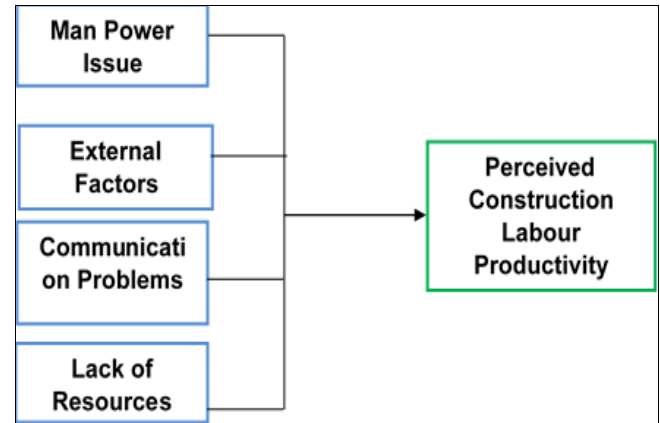 Man Power
Issue
External
Factors
Communicati
on Problems
Lack of
Resources
Perceived
Construction
Labour
Productivity